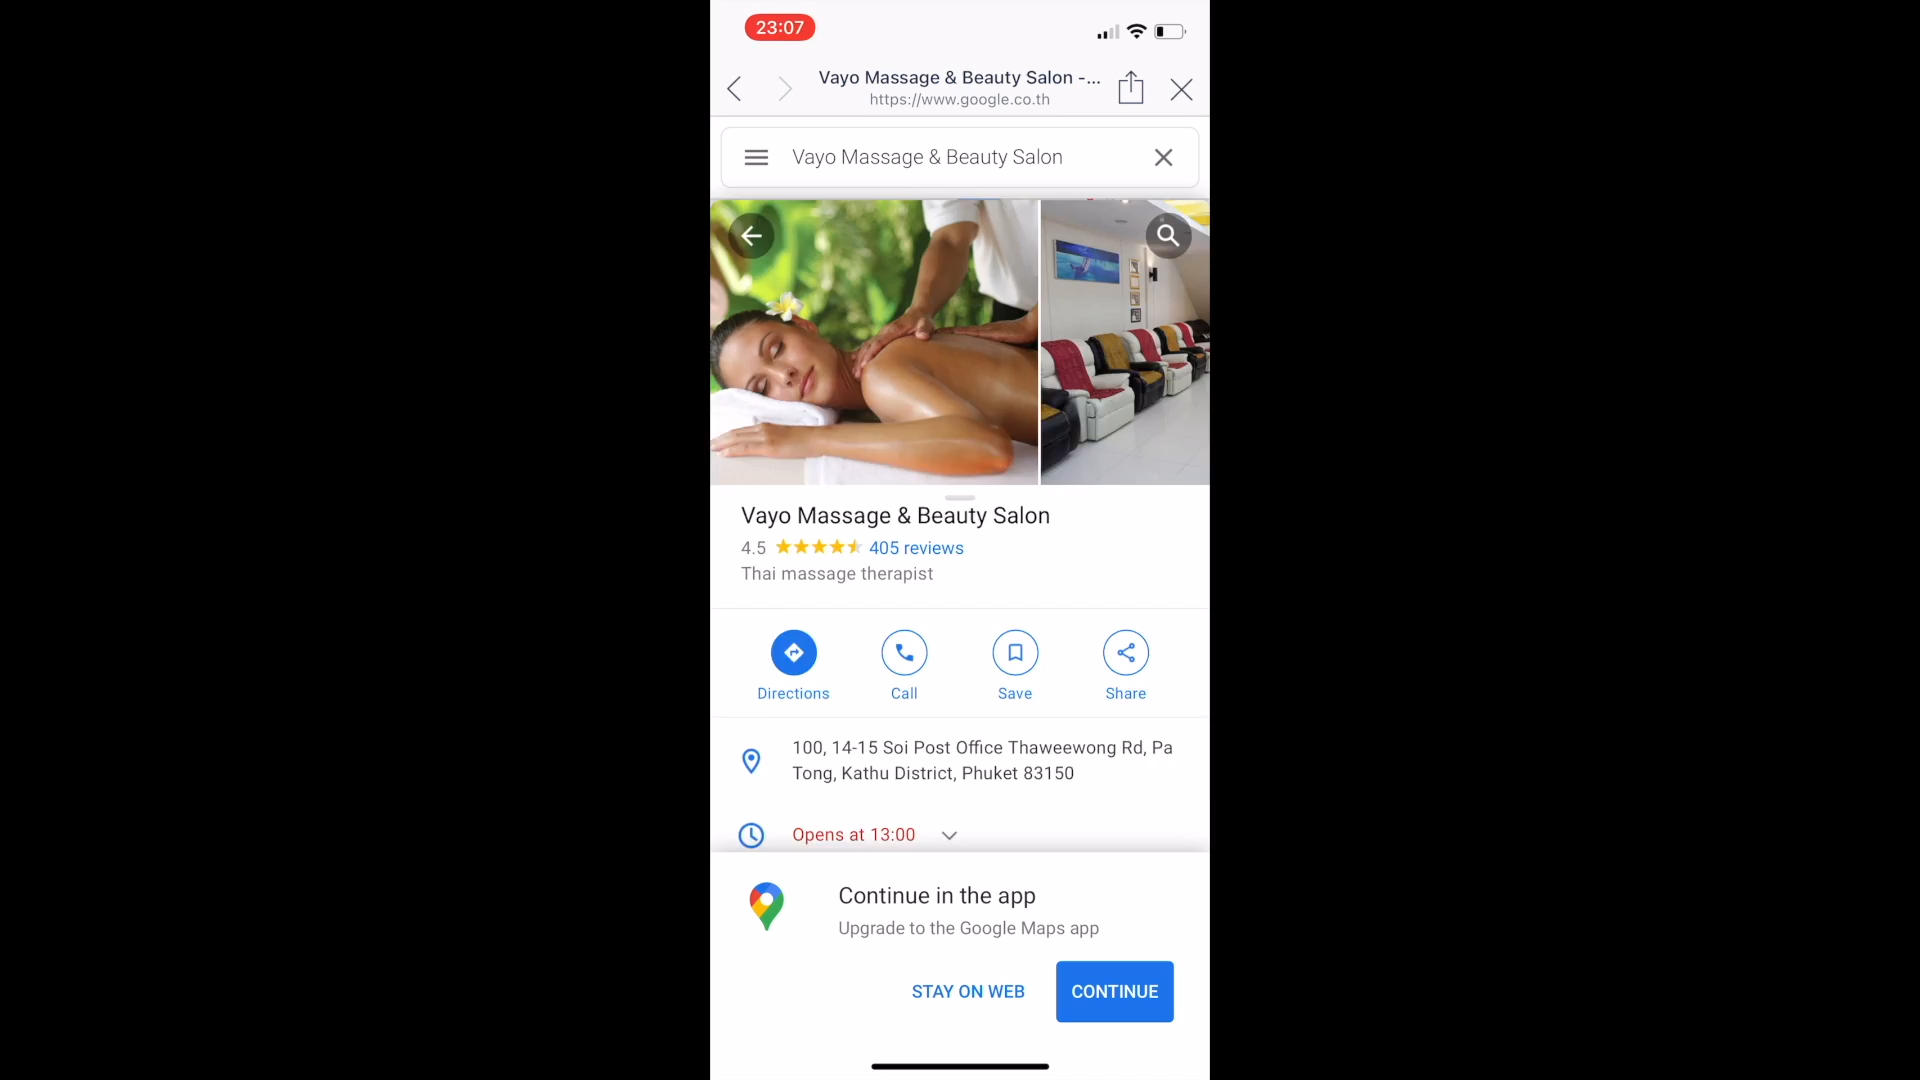 23:07
Vayo Massage & Beauty Salon -...
https://www.google.co.th
Vayo Massage & Beauty Salon
Vayo Massage & Beauty Salon
4.5 405 reviews
Thai massage therapist
Directions Call Save Share
100, 14-15 Soi Post Office Thaweewong Rd, Pa
Tong, Kathu District, Phuket 83150
Opens at 13:00
Continue in the app
Upgrade to the Google Maps app
STAY ON WEB CONTINUE